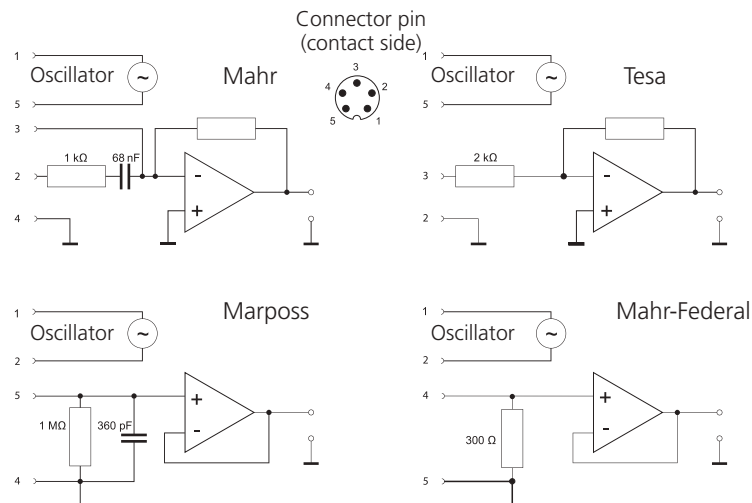 Connector pin
(contact side)
3
4 2
5 1
Mahr
1
Oscillator ~
5
3
1 kΩ 68 nF
2
-
+
4
Tesa
1
Oscillator ~
5
2 kΩ
3
-
+
2
Marposs
1
Oscillator ~
2
5
+
-
1 MΩ 360 pF
4
Mahr-Federal
1
Oscillator ~
2
4
+
-
300 Ω
5